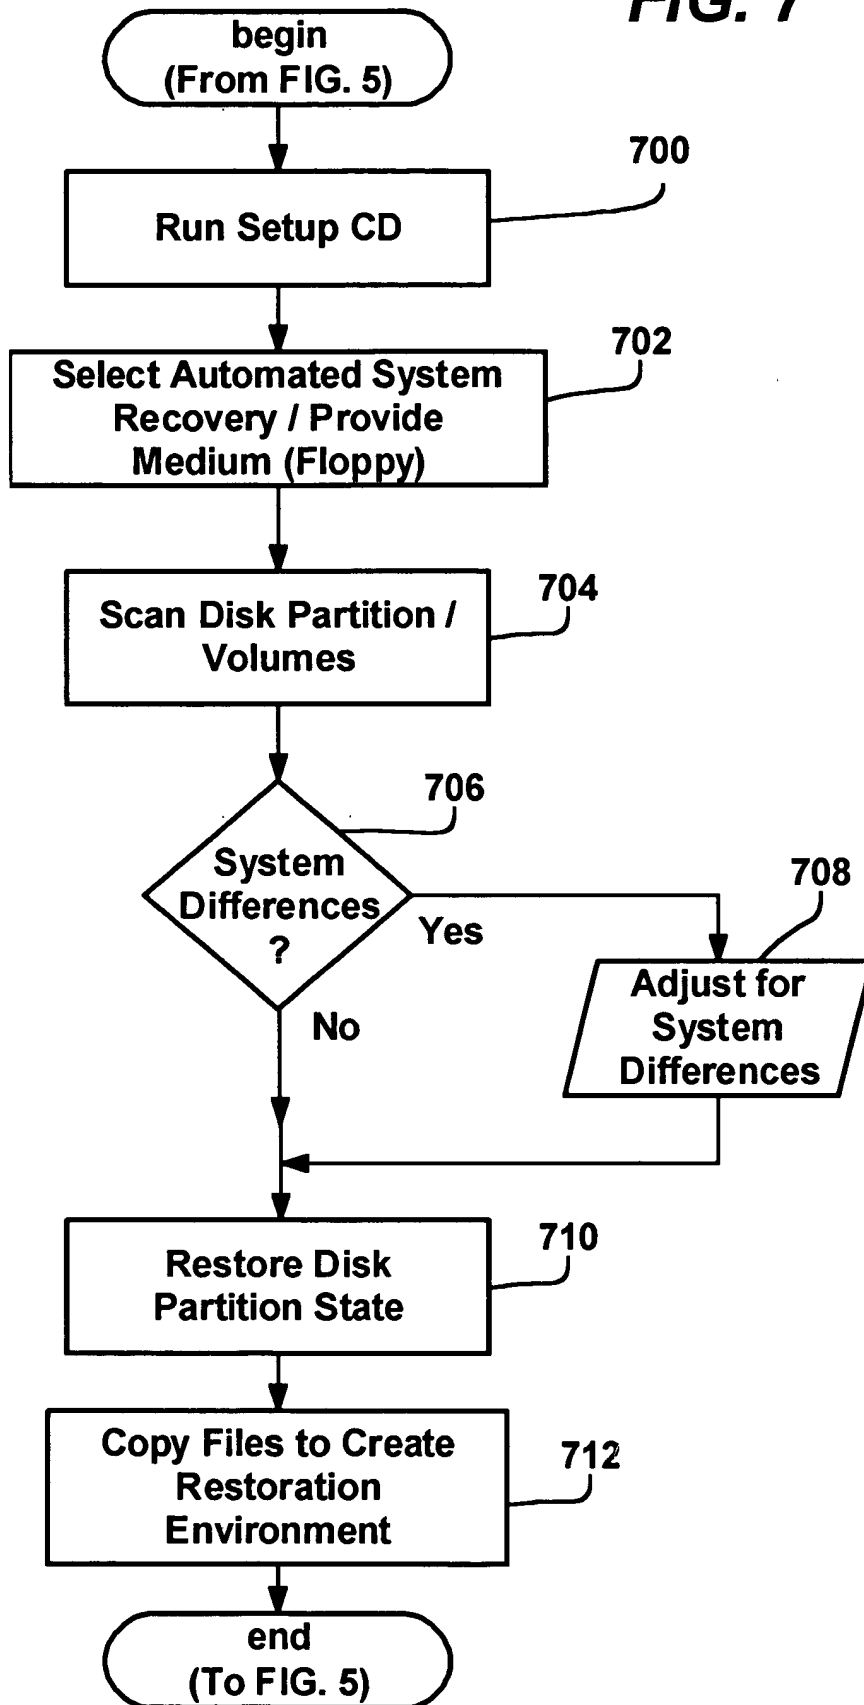 FIG. 7
begin
(From FIG. 5)
700
Run Setup CD
702
Select Automated System
Recovery / Provide
Medium (Floppy)
704
Scan Disk Partition /
Volumes
706
System
Differences
?
Yes
No
708
Adjust for
System
Differences
710
Restore Disk
Partition State
712
Copy Files to Create
Restoration
Environment
end
(To FIG. 5)